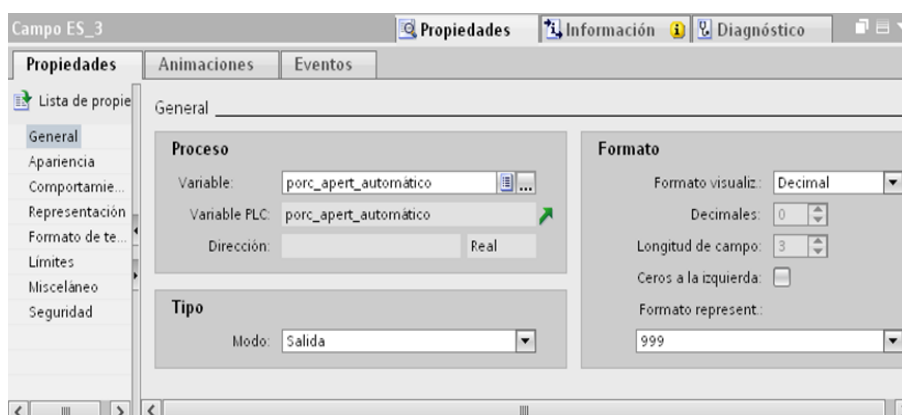 Campo ES_3
Propiedades
Información
Diagnóstico
Propiedades
Animaciones
Eventos
Lista de propie
General
Apariencia
Comportamie...
Representación
Formato de te...
Límites
Misceláneo
Seguridad
General
Proceso
Variable: porc_apert_automático
Variable PLC: porc_apert_automático
Dirección: Real
Tipo
Modo: Salida
Formato
Formato visualiz.: Decimal
Decimales: 0
Longitud de campo: 3
Ceros a la izquierda:
Formato represent.:
999